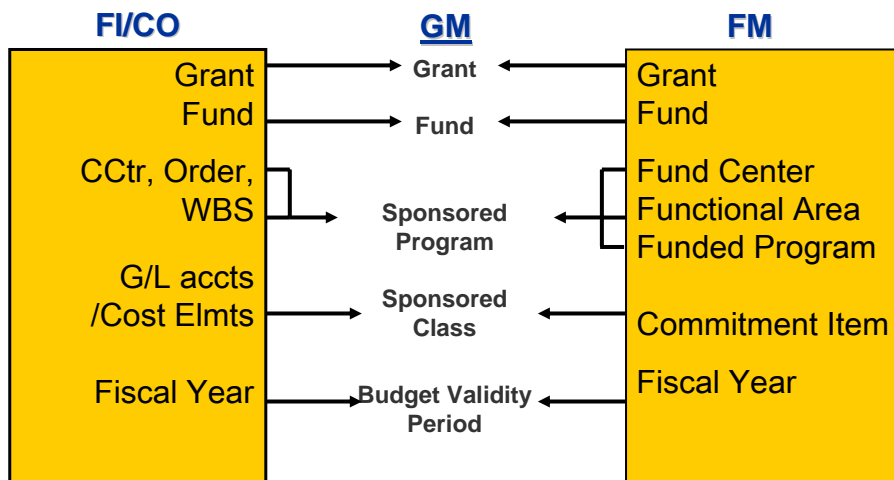 FI/CO
GM
FM
Grant
Fund
CCtr, Order,
WBS
G/L accts
/Cost Elmts
Fiscal Year
Grant
Fund
Sponsored
Program
Sponsored
Class
Budget Validity
Period
Grant
Fund
Fund Center
Functional Area
Funded Program
Commitment Item
Fiscal Year